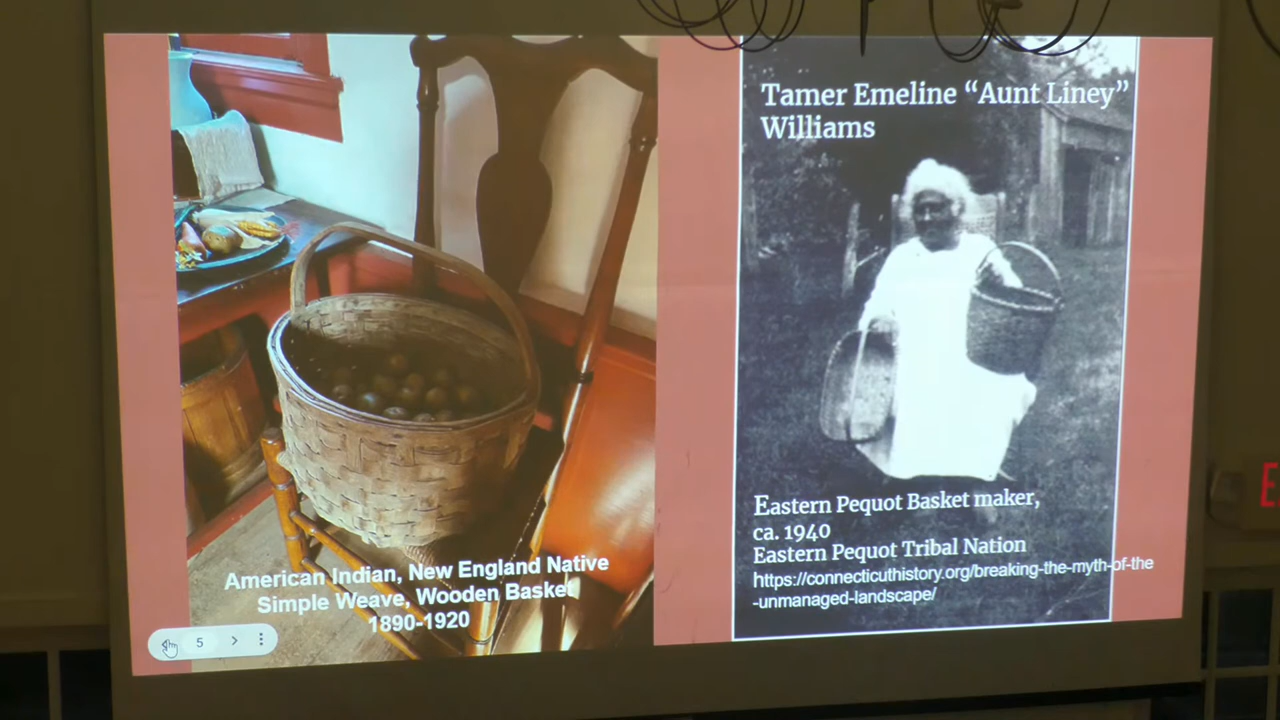 American Indian, New England Native
Simple Weave, Wooden Basket
1890-1920
5
Tamer Emeline “Aunt Liney”
Williams
Eastern Pequot Basket maker,
ca. 1940
Eastern Pequot Tribal Nation
https://connecticuthistory.org/breaking-the-myth-of-the
-unmanaged-landscape/
E